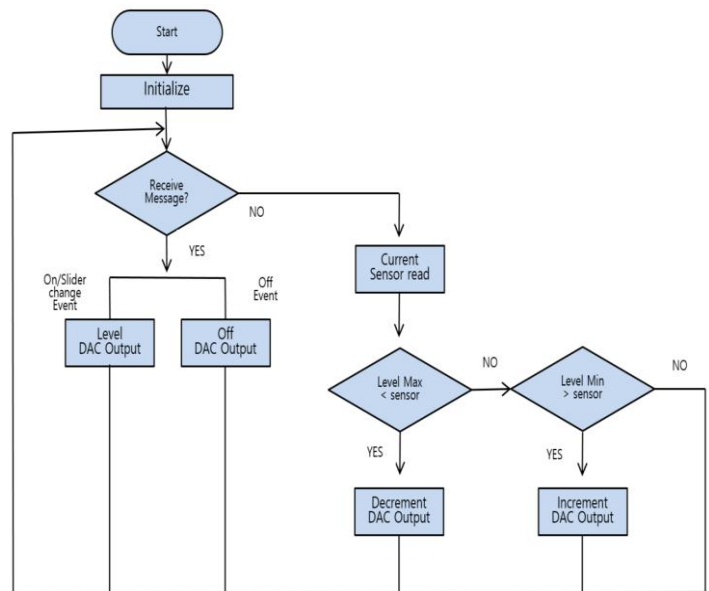 Start
Initialize
Receive
Message?
NO
YES
On/Slider
change
Event
Off
Event
Level
DAC Output
Off
DAC Output
Current
Sensor read
Level Max
< sensor
NO
Level Min
> sensor
NO
YES
YES
Decrement
DAC Output
Increment
DAC Output